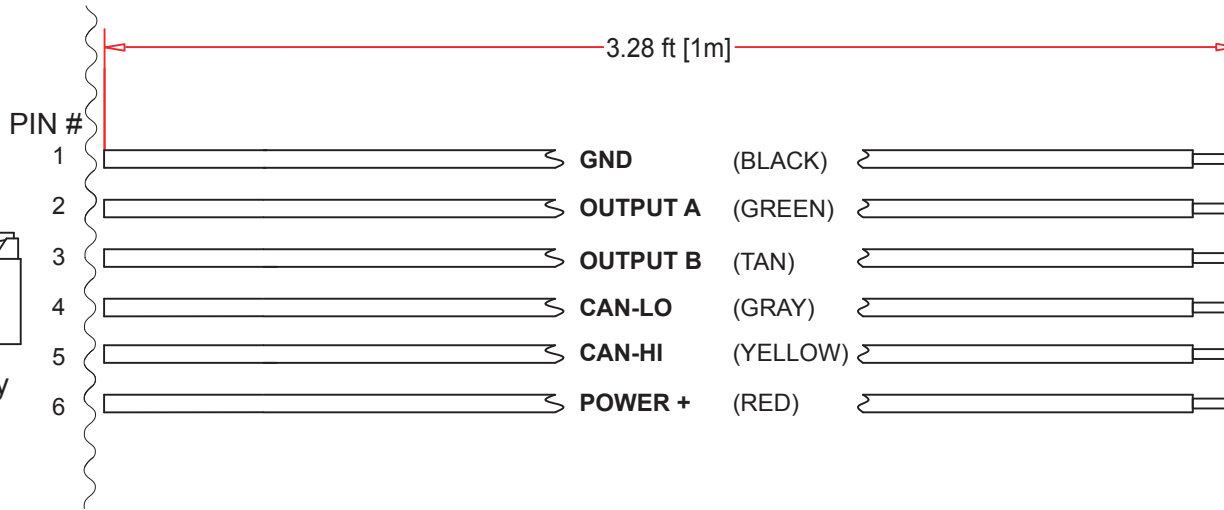 3.28 ft [1m]
PIN #
1 GND (BLACK)
2 OUTPUT A (GREEN)
3 OUTPUT B (TAN)
4 CAN-LO (GRAY)
5 CAN-HI (YELLOW)
6 POWER + (RED)